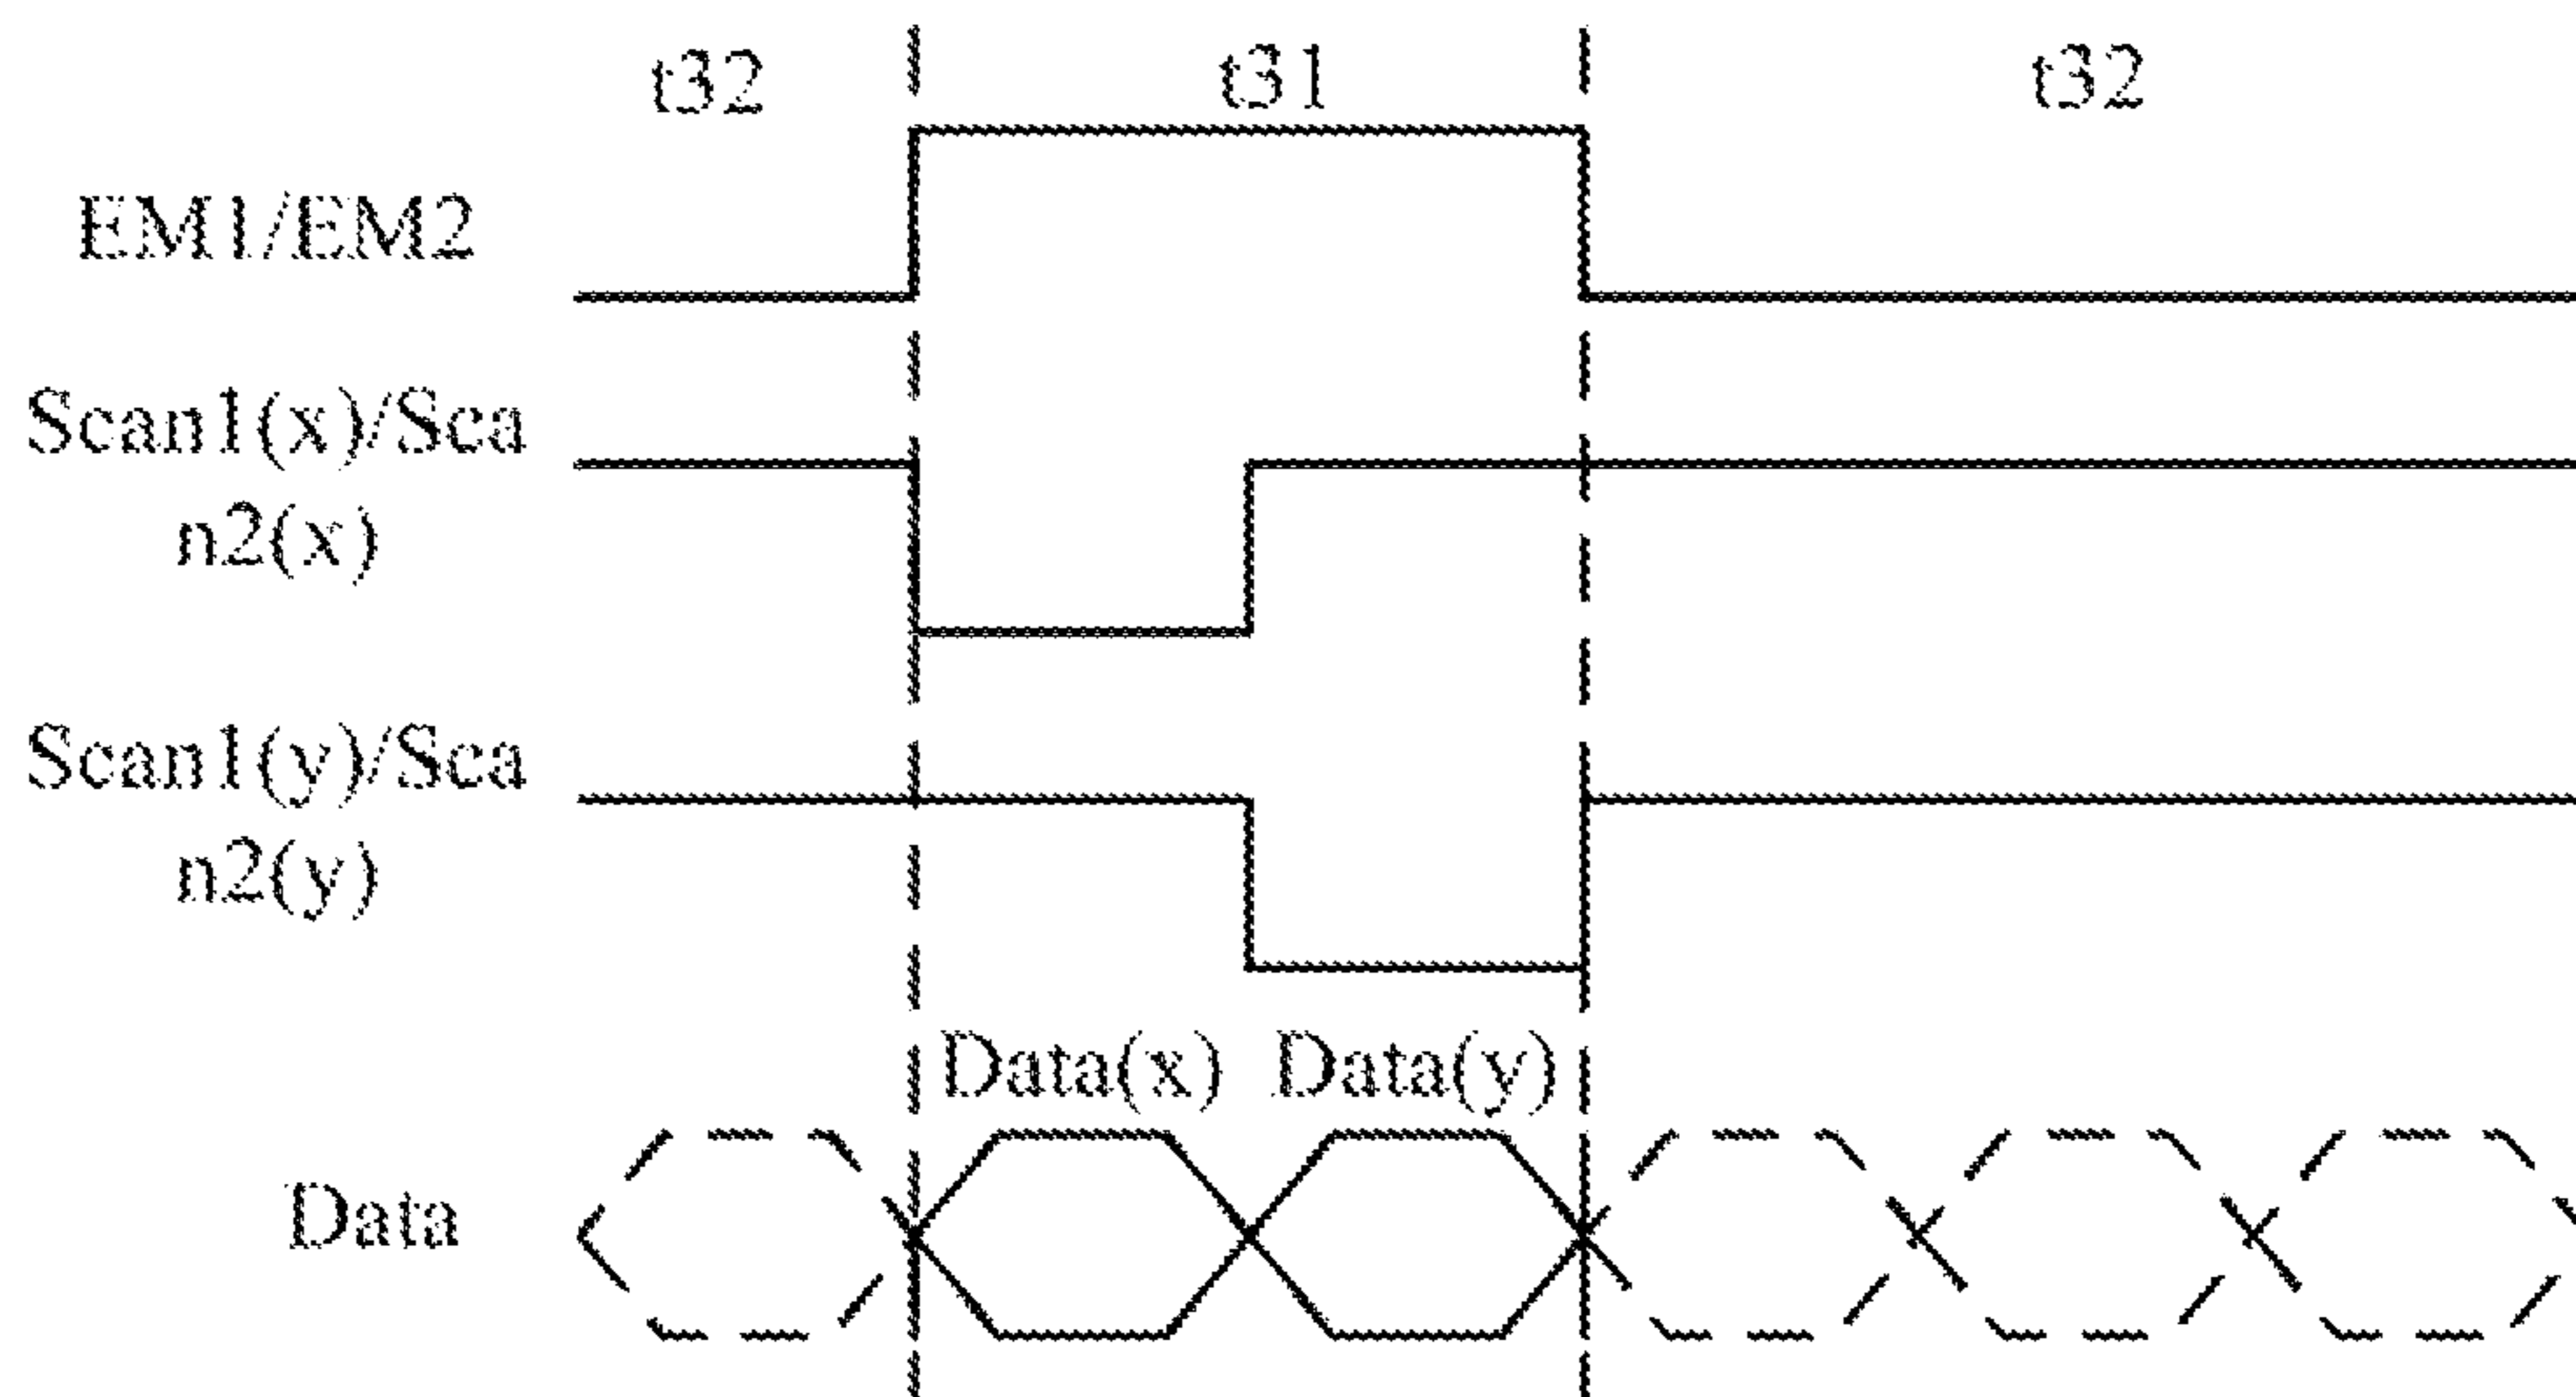 t32 t31 t32
EM1/EM2
Scan1(x)/Sca
n2(x)
Scan1(y)/Sca
n2(y)
Data(x) Data(y)
Data